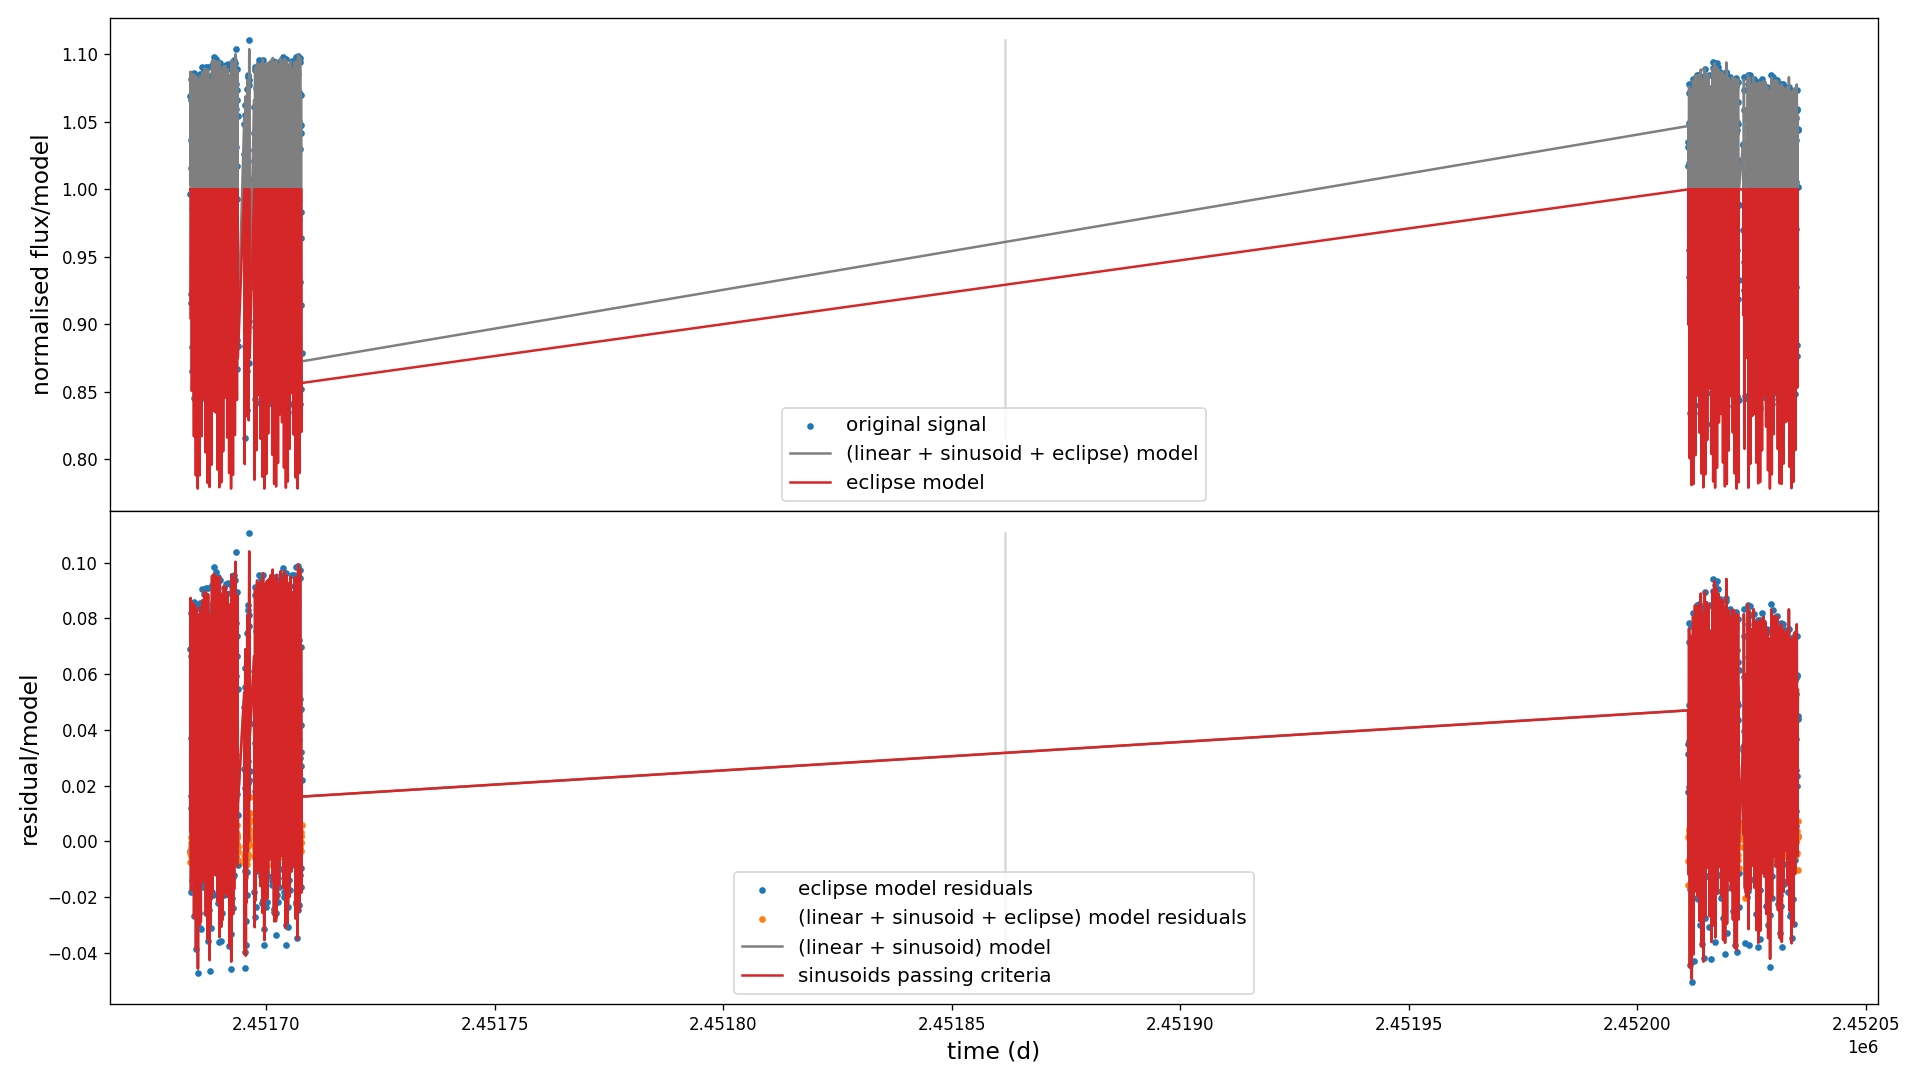 1.10
1.05
1.00
0.95
0.90
0.85
0.80
normalised flux/model
original signal
(linear + sinusoid + eclipse) model
eclipse model
0.10
0.08
0.06
0.04
0.02
0.00
−0.02
−0.04
residual/model
eclipse model residuals
(linear + sinusoid + eclipse) model residuals
(linear + sinusoid) model
sinusoids passing criteria
2.45170 2.45175 2.45180 2.45185 2.45190 2.45195 2.45200 2.45205
1e6
time (d)